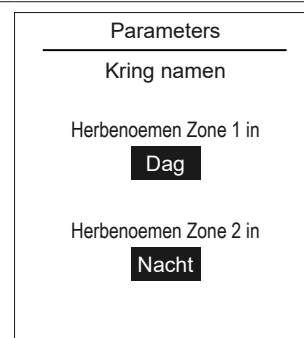 Parameters
Kring namen
Herbenoemen Zone 1 in
Dag
Herbenoemen Zone 2 in
Nacht